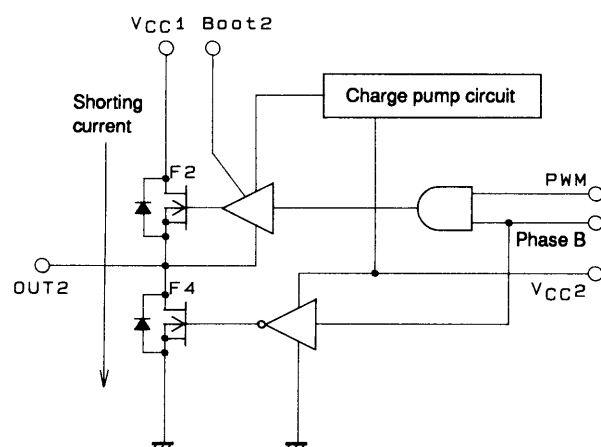 VCC1 Boot2
Charge pump circuit
Shorting
current
F2
PWM
Phase B
OUT2
F4
VCC2